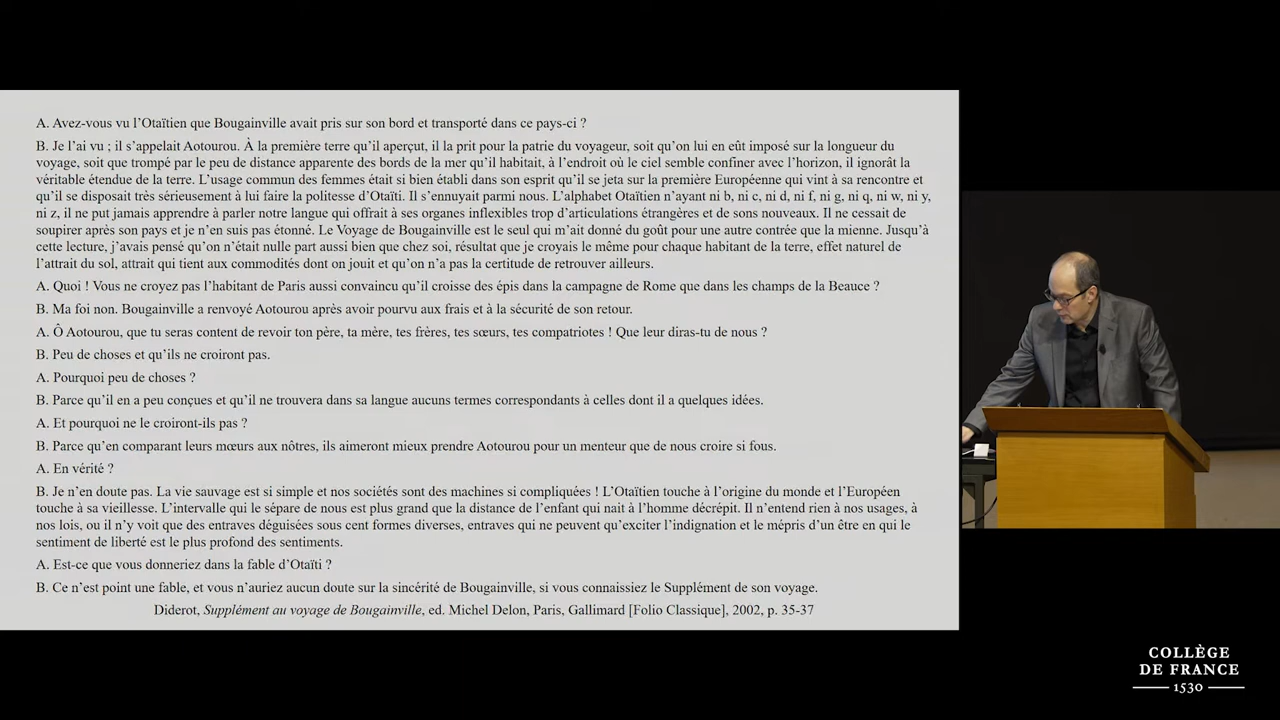 A. Avez-vous vu l’Otaïtien que Bougainville avait pris sur son bord et transporté dans ce pays-ci ?
B. Je l’ai vu ; il s’appelait Aotourou. À la première terre qu’il aperçut, il la prit pour la patrie du voyageur, soit qu’on lui en eût imposé sur la longueur du
voyage, soit que trompé par le peu de distance apparente des bords de la mer qu’il habitait, à l’endroit où le ciel semble confiner avec l’horizon, il ignorât la
véritable étendue de la terre. L’usage commun des femmes était si bien établi dans son esprit qu’il se jeta sur la première Européenne qui vint à sa rencontre et
qu’il se disposait très sérieusement à lui faire la politesse d’Otaïti. Il s’ennuyait parmi nous. L’alphabet Otaïtien n’ayant ni b, ni c, ni d, ni f, ni g, ni q, ni w, ni y,
ni z, il ne put jamais apprendre à parler notre langue qui offrait à ses organes inflexibles trop d’articulations étrangères et de sons nouveaux. Il ne cessait de
soupirer après son pays et je n’en suis pas étonné. Le Voyage de Bougainville est le seul qui m’ait donné du goût pour une autre contrée que la mienne. Jusqu’à
cette lecture, j’avais pensé qu’on n’était nulle part aussi bien que chez soi, résultat que je croyais le même pour chaque habitant de la terre, effet naturel de
l’attrait du sol, attrait qui tient aux commodités dont on jouit et qu’on n’a pas la certitude de retrouver ailleurs.
A. Quoi ! Vous ne croyez pas l’habitant de Paris aussi convaincu qu’il croisse des épis dans la campagne de Rome que dans les champs de la Beauce ?
B. Ma foi non. Bougainville a renvoyé Aotourou après avoir pourvu aux frais et à la sécurité de son retour.
A. Ô Aotourou, que tu seras content de revoir ton père, ta mère, tes frères, tes sœurs, tes compatriotes ! Que leur diras-tu de nous ?
B. Peu de choses et qu’ils ne croiront pas.
A. Pourquoi peu de choses ?
B. Parce qu’il en a peu conçues et qu’il ne trouvera dans sa langue aucuns termes correspondants à celles dont il a quelques idées.
A. Et pourquoi ne le croiront-ils pas ?
B. Parce qu’en comparant leurs mœurs aux nôtres, ils aimeront mieux prendre Aotourou pour un menteur que de nous croire si fous.
A. En vérité ?
B. Je n’en doute pas. La vie sauvage est si simple et nos sociétés sont des machines si compliquées ! L’Otaïtien touche à l’origine du monde et l’Européen
touche à sa vieillesse. L’intervalle qui le sépare de nous est plus grand que la distance de l’enfant qui nait à l’homme décrépit. Il n’entend rien à nos usages, à
nos lois, ou il n’y voit que des entraves déguisées sous cent formes diverses, entraves qui ne peuvent qu’exciter l’indignation et le mépris d’un être en qui le
sentiment de liberté est le plus profond des sentiments.
A. Est-ce que vous donneriez dans la fable d’Otaïti ?
B. Ce n’est point une fable, et vous n’auriez aucun doute sur la sincérité de Bougainville, si vous connaissiez le Supplément de son voyage.
Diderot, Supplément au voyage de Bougainville, ed. Michel Delon, Paris, Gallimard [Folio Classique], 2002, p. 35-37
COLLÈGE
DE FRANCE
1530